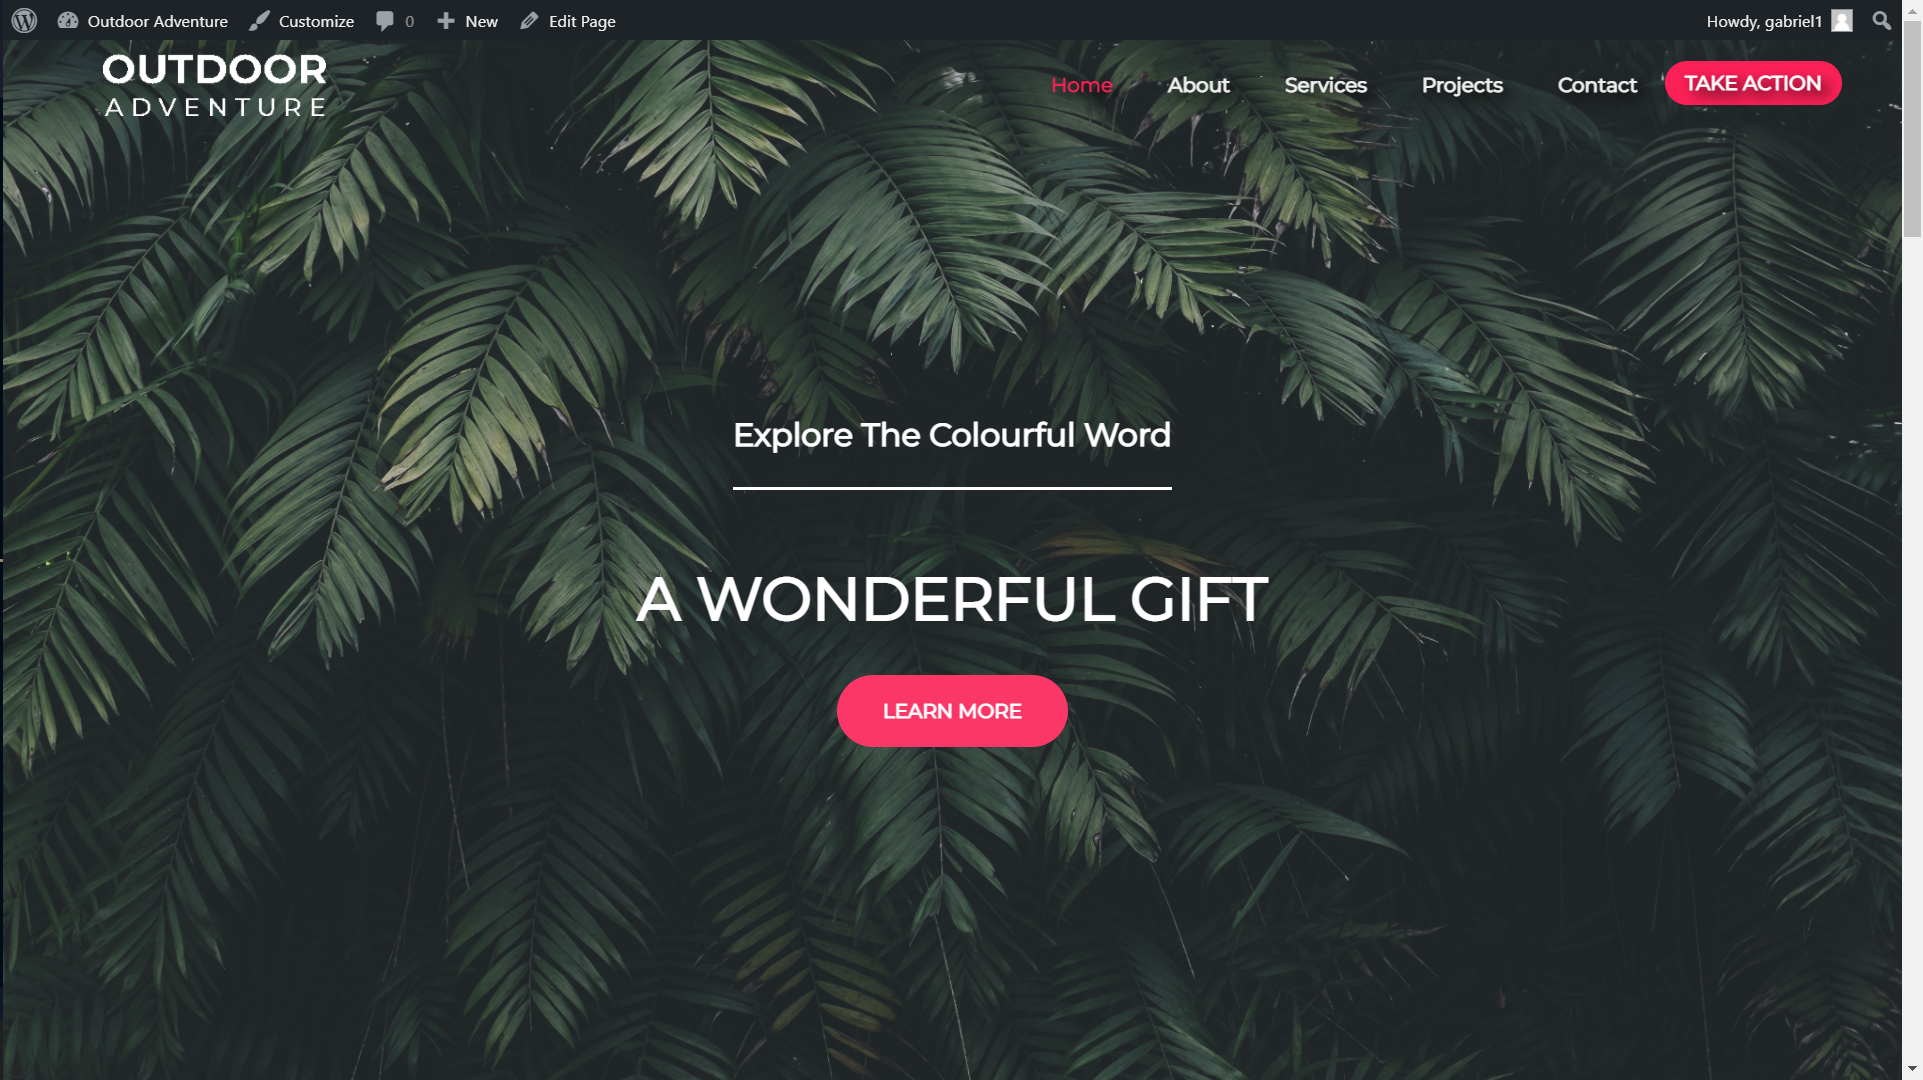 Outdoor Adventure
Customize
0
New
Edit Page
Howdy, gabriel1
OUTDOOR
ADVENTURE
Home
About
Services
Projects
Contact
TAKE ACTION
Explore The Colourful Word
A WONDERFUL GIFT
LEARN MORE